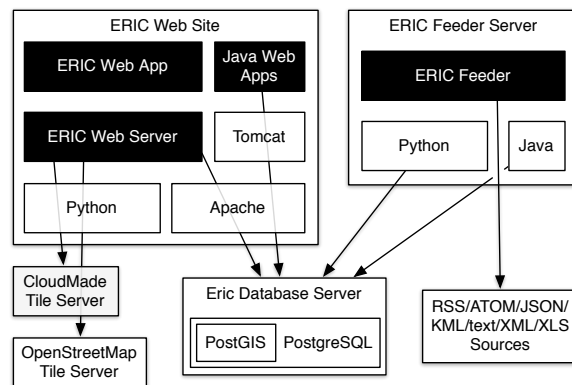 ERIC Web Site
ERIC Web App
Java Web
Apps
ERIC Web Server
Tomcat
Python
Apache
ERIC Feeder Server
ERIC Feeder
Python
Java
CloudMade
Tile Server
OpenStreetMap
Tile Server
Eric Database Server
PostGIS
PostgreSQL
RSS/ATOM/JSON/
KML/text/XML/XLS
Sources